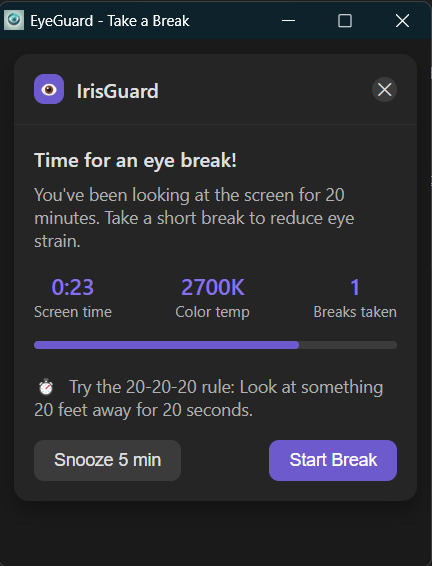 EyeGuard - Take a Break
IrisGuard
Time for an eye break!
You've been looking at the screen for 20
minutes. Take a short break to reduce eye
strain.
0:23 2700K 1
Screen time Color temp Breaks taken
Try the 20-20-20 rule: Look at something
20 feet away for 20 seconds.
Snooze 5 min Start Break